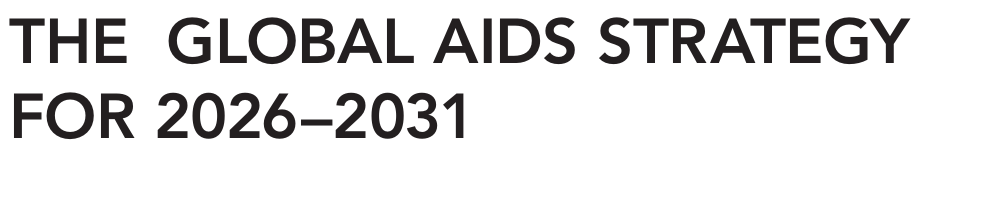 THE  GLOBAL AIDS STRATEGY
FOR 2026–2031